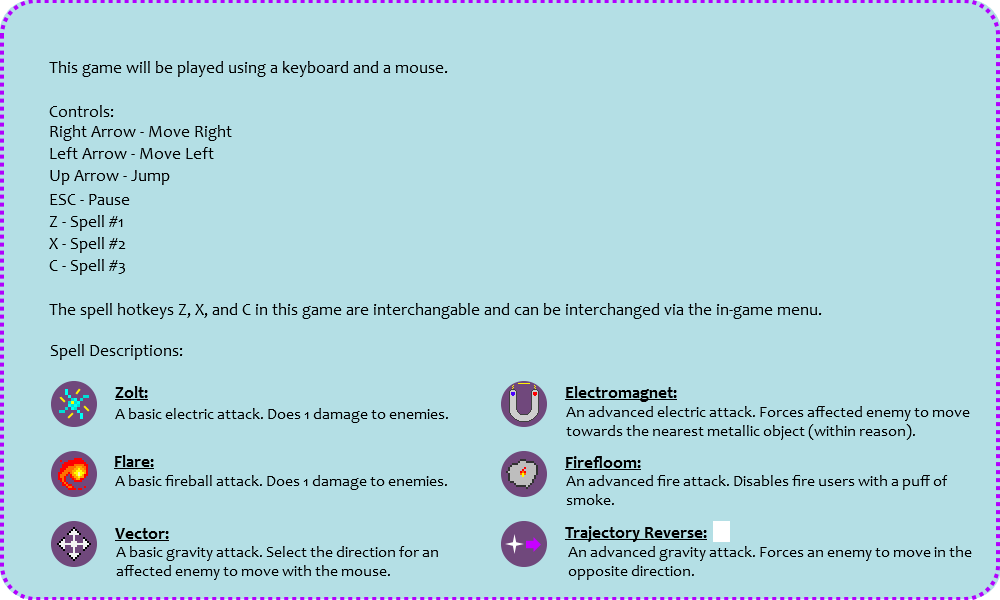 This game will be played using a keyboard and a mouse.
Controls:
Right Arrow - Move Right
Left Arrow - Move Left
Up Arrow - Jump
ESC - Pause
Z - Spell #1
X - Spell #2
C - Spell #3
The spell hotkeys Z, X, and C in this game are interchangable and can be interchanged via the in-game menu.
Spell Descriptions:
Zolt:
A basic electric attack. Does 1 damage to enemies.
Flare:
A basic fireball attack. Does 1 damage to enemies.
Vector:
A basic gravity attack. Select the direction for an
affected enemy to move with the mouse.
Electromagnet:
An advanced electric attack. Forces affected enemy to move
towards the nearest metallic object (within reason).
Firefloom:
An advanced fire attack. Disables fire users with a puff of
smoke.
Trajectory Reverse:
An advanced gravity attack. Forces an enemy to move in the
opposite direction.